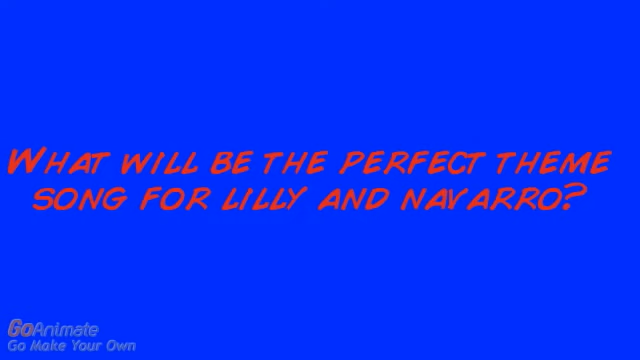 What will be the perfect theme
song for lilly and navarro?
GoAnimate
Go Make Your Own